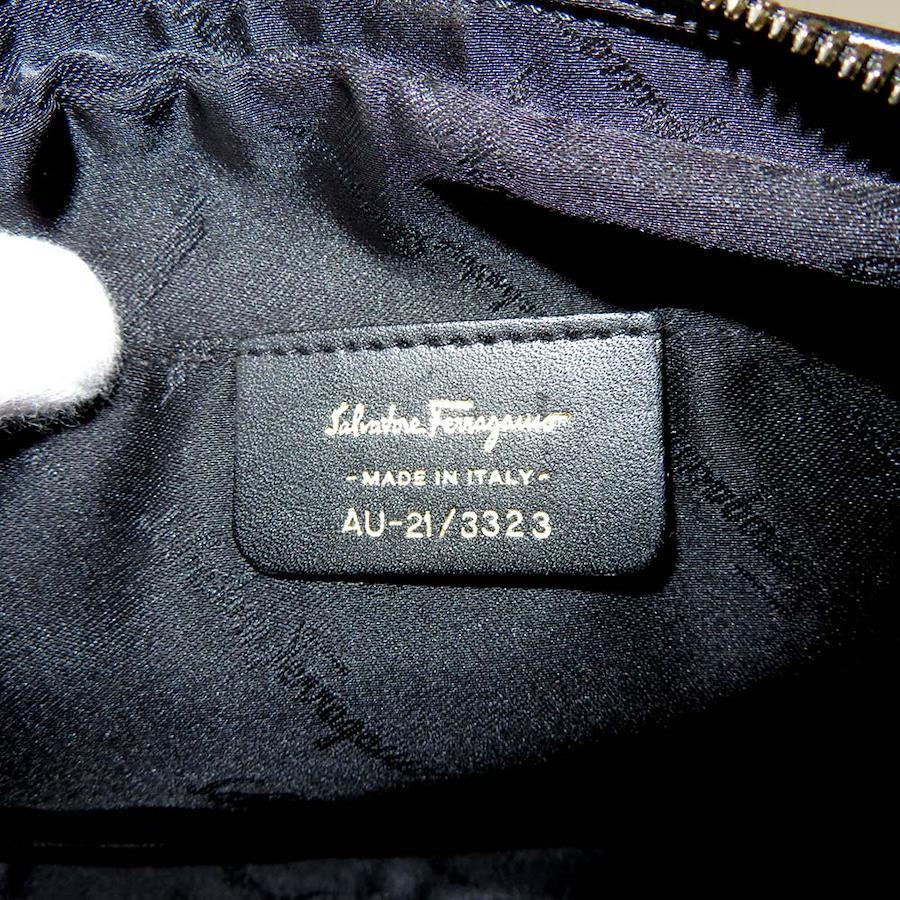 Salvatore Ferragamo
-MADE IN ITALY-
AU-21/3323